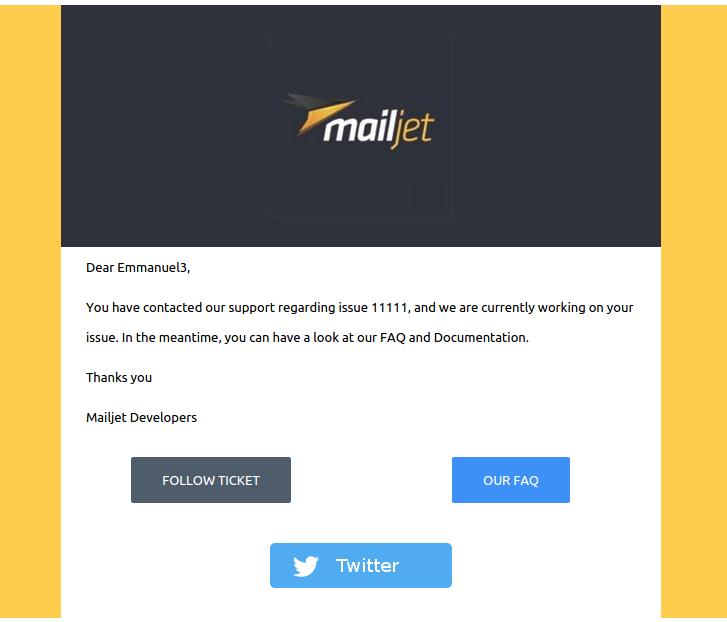 mailjet
Dear Emmanuel3,
You have contacted our support regarding issue 11111, and we are currently working on your
issue. In the meantime, you can have a look at our FAQ and Documentation.
Thanks you
Mailjet Developers
FOLLOW TICKET
OUR FAQ
Twitter